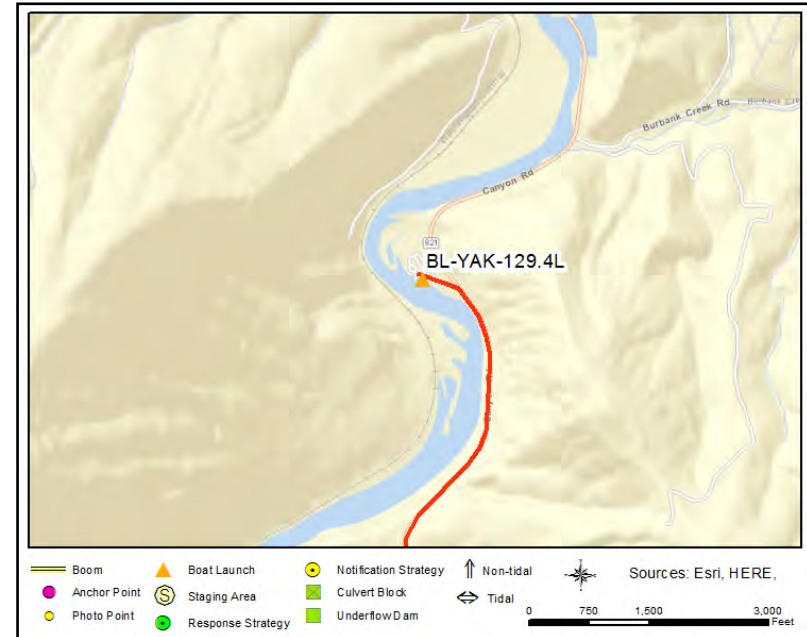 Burbank Creek Rd
Burbank Cre
Canyon Rd
821
BL-YAK-129.4L
Boom
Boat Launch
Notification Strategy
Non-tidal
Sources: Esri, HERE,
Anchor Point
S
Staging Area
Culvert Block
Tidal
Photo Point
Response Strategy
Underflow Dam
0 750 1,500 3,000
Feet